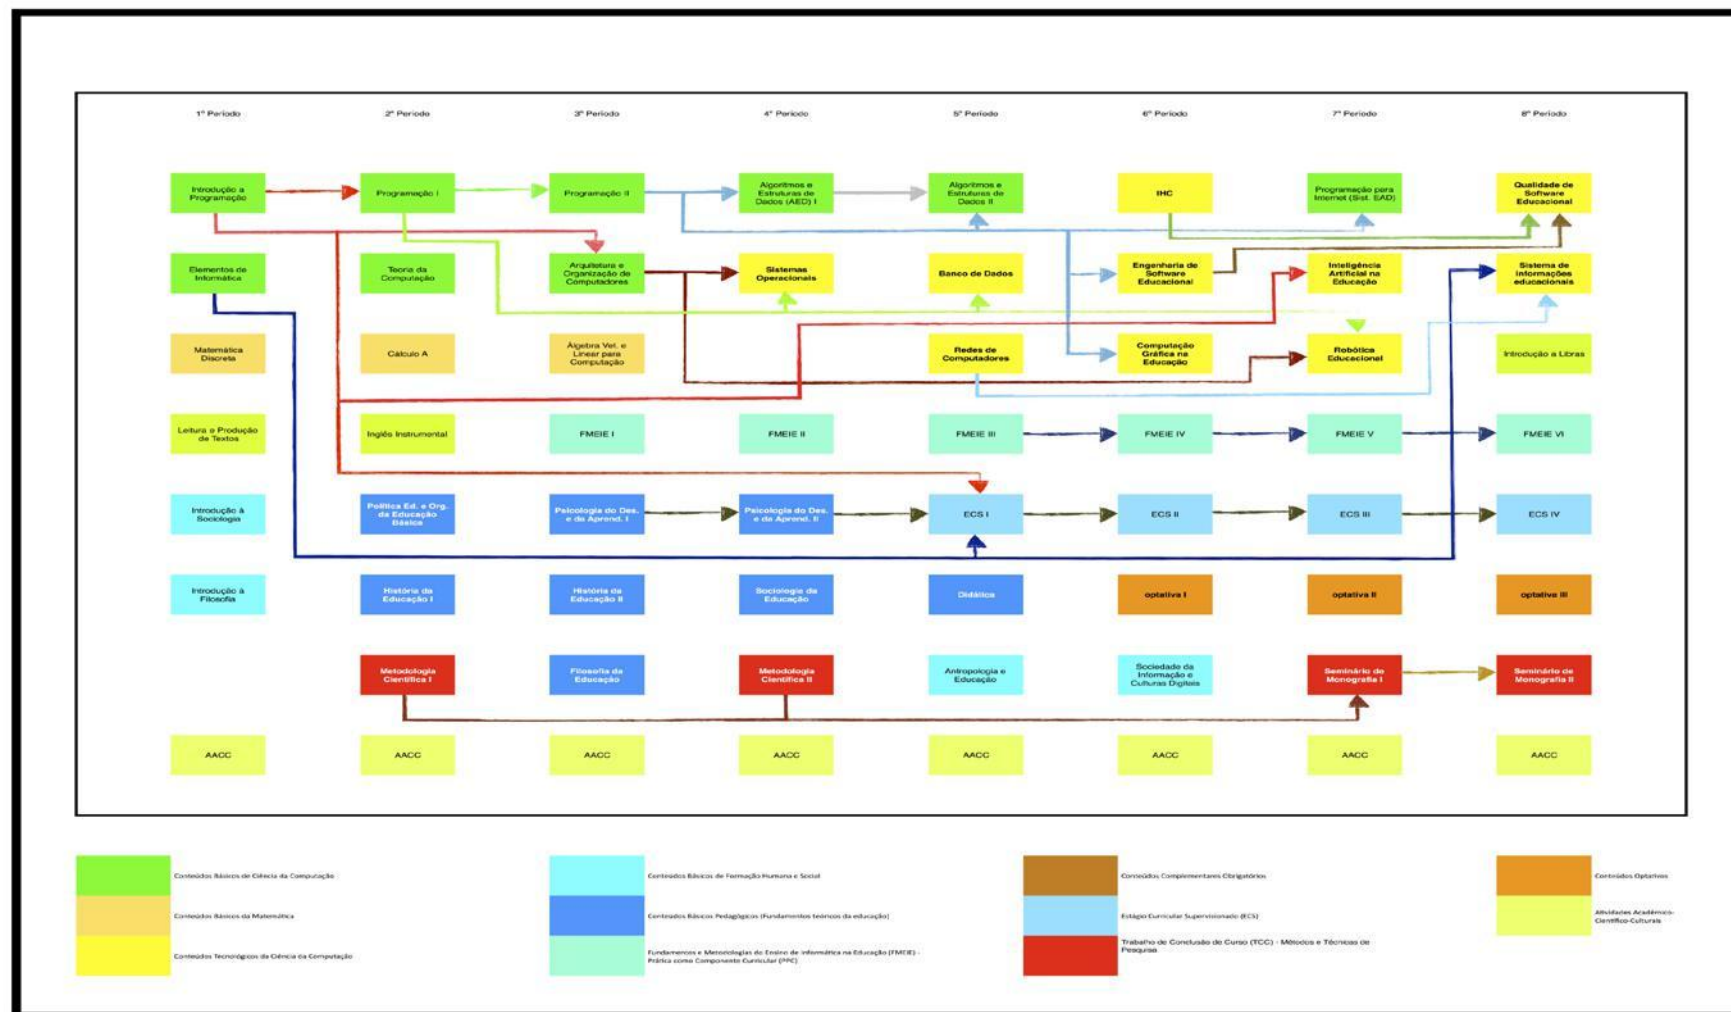 1º Período
2º Período
3º Período
4º Período
5º Período
6º Período
7º Período
8º Período
Introdução a
Programação
Programação I
Programação II
Algoritmos e
Estruturas de
Dados (AED) I
Algoritmos e
Estruturas de
Dados II
IHC
Programação para
Internet (Sist. EAD)
Qualidade de
Software
Educacional
Elementos de
Informática
Teoria da
Computação
Arquitetura e
Organização de
Computadores
Sistemas
Operacionais
Banco de Dados
Engenharia de
Software
Educacional
Inteligência
Artificial na
Educação
Sistema de
informações
educacionais
Matemática
Discreta
Cálculo A
Álgebra Vet. e
Linear para
Computação
Redes de
Computadores
Computação
Gráfica na
Educação
Robótica
Educacional
Introdução a Libras
Leitura e Produção
de Textos
Inglês Instrumental
FMEIE I
FMEIE II
FMEIE III
FMEIE IV
FMEIE V
FMEIE VI
Introdução à
Sociologia
Política Ed. e Org.
da Educação
Básica
Psicologia do Des.
e da Aprend. I
Psicologia do Des.
e da Aprend. II
ECS I
ECS II
ECS III
ECS IV
Introdução à
Filosofia
História da
Educação I
História da
Educação II
Sociologia da
Educação
Didática
optativa I
optativa II
optativa III
Metodologia
Científica I
Filosofia da
Educação
Metodologia
Científica II
Antropologia e
Educação
Sociedade da
Informação e
Culturas Digitais
Seminário de
Monografia I
Seminário de
Monografia II
AACC
AACC
AACC
AACC
AACC
AACC
AACC
AACC
Conteúdos Básicos de Ciência da Computação
Conteúdos Básicos da Matemática
Conteúdos Tecnológicos da Ciência da Computação
Conteúdos Básicos de Formação Humana e Social
Conteúdos Básicos Pedagógicos (Fundamentos teóricos da educação)
Fundamentos e Metodologias do Ensino de Informática na Educação (FMEIE) -
Prática como Componente Curricular (PPC)
Conteúdos Complementares Obrigatórios
Estágio Curricular Supervisionado (ECS)
Trabalho de Conclusão de Curso (TCC) - Métodos e Técnicas de
Pesquisa
Conteúdos Optativos
Atividades Acadêmico-
Científico-Culturais